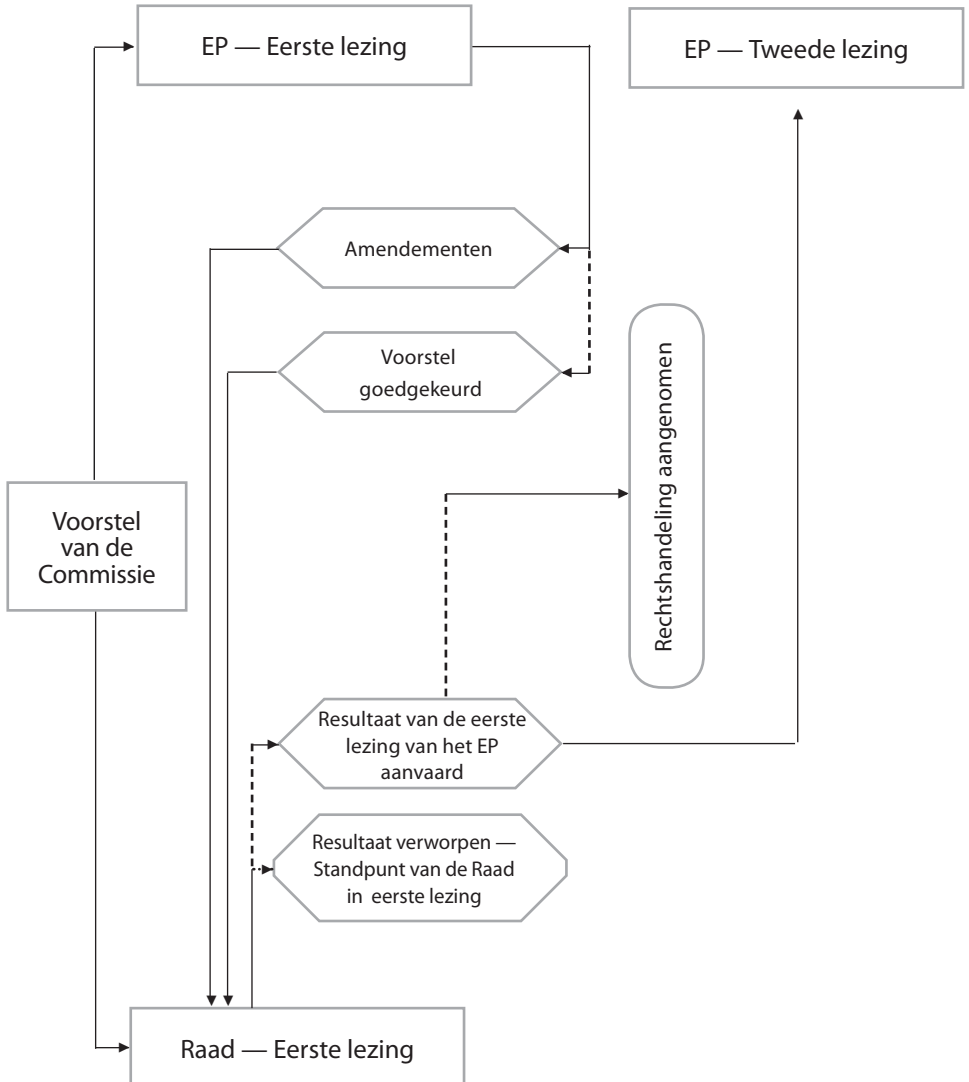 EP — Eerste lezing
EP — Tweede lezing
Amendementen
Voorstel
goedgekeurd
Rechtshandeling aangenomen
Voorstel
van de
Commissie
Resultaat van de eerste
lezing van het EP
aanvaard
Resultaat verworpen —
Standpunt van de Raad
in eerste lezing
Raad — Eerste lezing